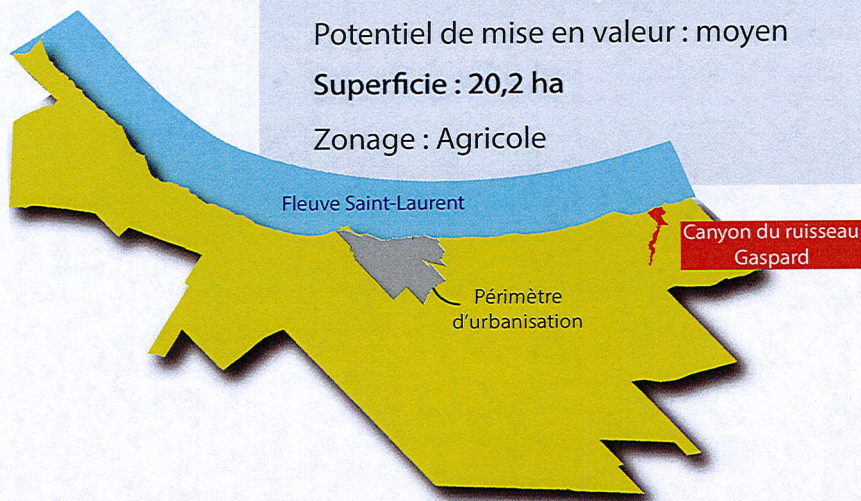 Potentiel de mise en valeur : moyen
Superficie : 20,2 ha
Zonage : Agricole
Fleuve Saint-Laurent
Canyon du ruisseau
Gaspard
Périmètre
d'urbanisation